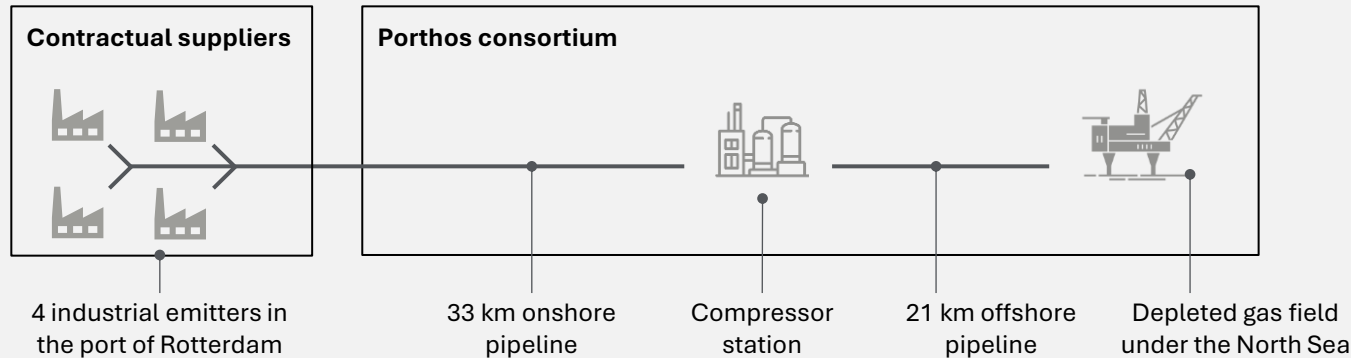 Contractual suppliers
Porthos consortium
4 industrial emitters in
the port of Rotterdam
33 km onshore
pipeline
Compressor
station
21 km offshore
pipeline
Depleted gas field
under the North Sea